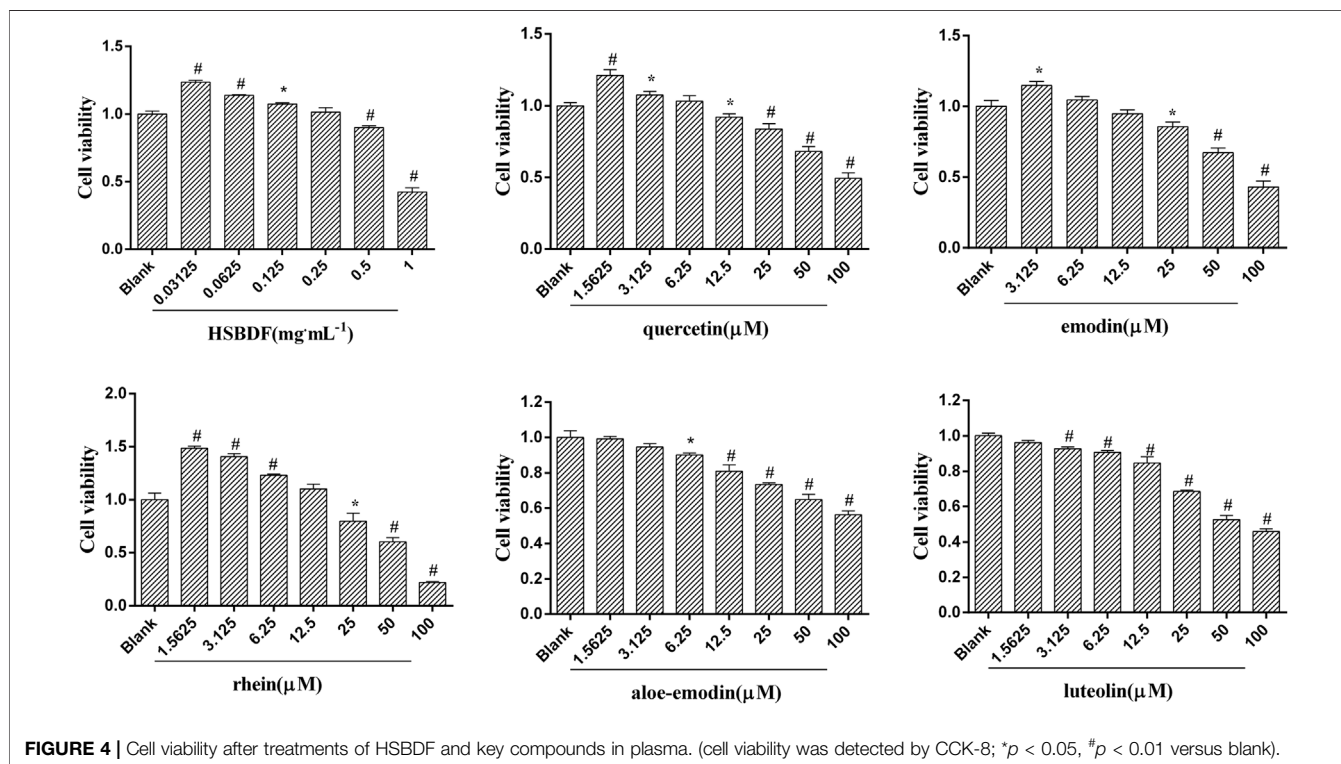 1.5
1.0
0.5
0.0
Cell viability
# # * # #
Blank 0.03125 0.0625 0.125 0.25 0.5 1
HSBDF(mg·mL-1)
1.5
1.0
0.5
0.0
Cell viability
# * * # # #
Blank 1.5625 3.125 6.25 12.5 25 50 100
quercetin(μM)
1.5
1.0
0.5
0.0
Cell viability
* * # #
Blank 3.125 6.25 12.5 25 50 100
emodin(μM)
2.0
1.5
1.0
0.5
0.0
Cell viability
# # # * # #
Blank 1.5625 3.125 6.25 12.5 25 50 100
rhein(μM)
1.2
1.0
0.8
0.6
0.4
0.2
0.0
Cell viability
* # # # #
Blank 1.5625 3.125 6.25 12.5 25 50 100
aloe-emodin(μM)
1.2
1.0
0.8
0.6
0.4
0.2
0.0
Cell viability
# # # # # #
Blank 1.5625 3.125 6.25 12.5 25 50 100
luteolin(μM)
FIGURE 4 | Cell viability after treatments of HSBDF and key compounds in plasma. (cell viability was detected by CCK-8; *p < 0.05, #p < 0.01 versus blank).